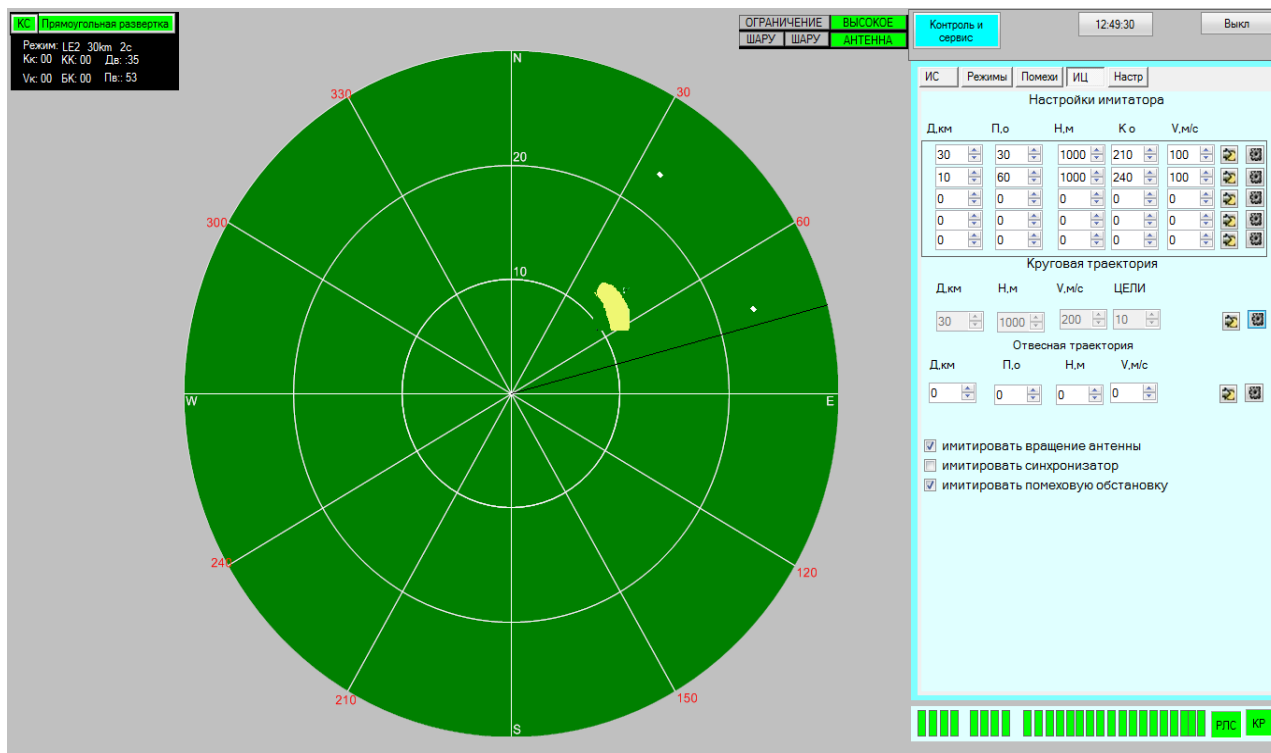 КС Прямоугольная развертка
Режим: LE2 30km 2c
Кк: 00 КК: 00 Дв: :35
Vк: 00 БК: 00 Пв:: 53
ОГРАНИЧЕНИЕ ВЫСОКОЕ
ШАРУ ШАРУ АНТЕННА
Контроль и
сервис
12:49:30
Выкл
N
330
30
20
300
60
10
W
E
240
120
210
150
S
ИС Режимы Помехи ИЦ Настр
Настройки имитатора
Д,км П,о Н,м К о V,м/с
30 30 1000 210 100
10 60 1000 240 100
0 0 0 0 0
0 0 0 0 0
0 0 0 0 0
Круговая траектория
Д,км Н,м V,м/с ЦЕЛИ
30 1000 200 10
Отвесная траектория
Д,км П,о Н,м V,м/с
0 0 0 0
имитировать вращение антенны
имитировать синхронизатор
имитировать помеховую обстановку
РЛС КР